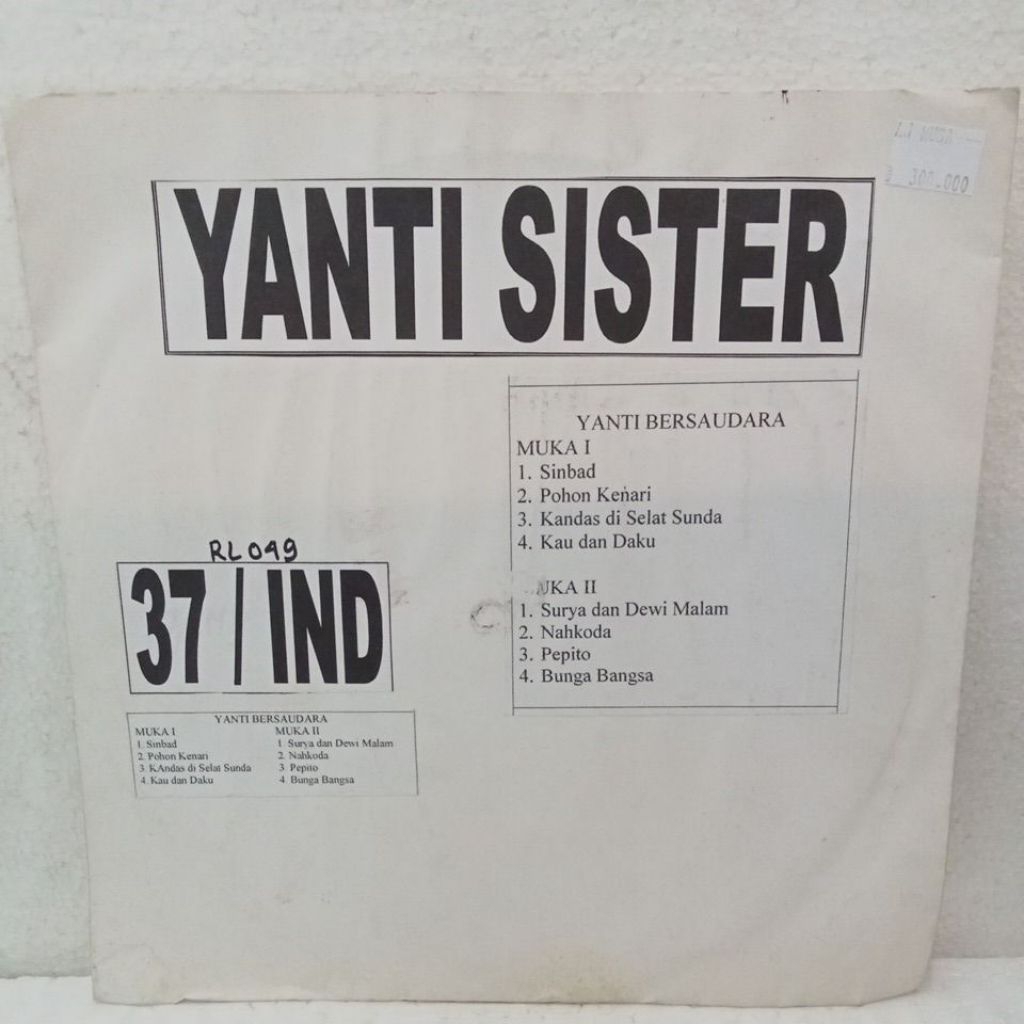 300.000
YANTI SISTER
YANTI BERSAUDARA
MUKA I
1. Sinbad
2. Pohon Kenari
3. Kandas di Selat Sunda
4. Kau dan Daku
UKA II
1. Surya dan Dewi Malam
2. Nahkoda
3. Pepito
4. Bunga Bangsa
RL 049
37 / IND
YANTI BERSAUDARA
MUKA I
1. Sinbad
2. Pohon Kenari
3. KAndas di Selat Sunda
4. Kau dan Daku
MUKA II
1. Surya dan Dewi Malam
2. Nahkoda
3. Pepito
4. Bunga Bangsa